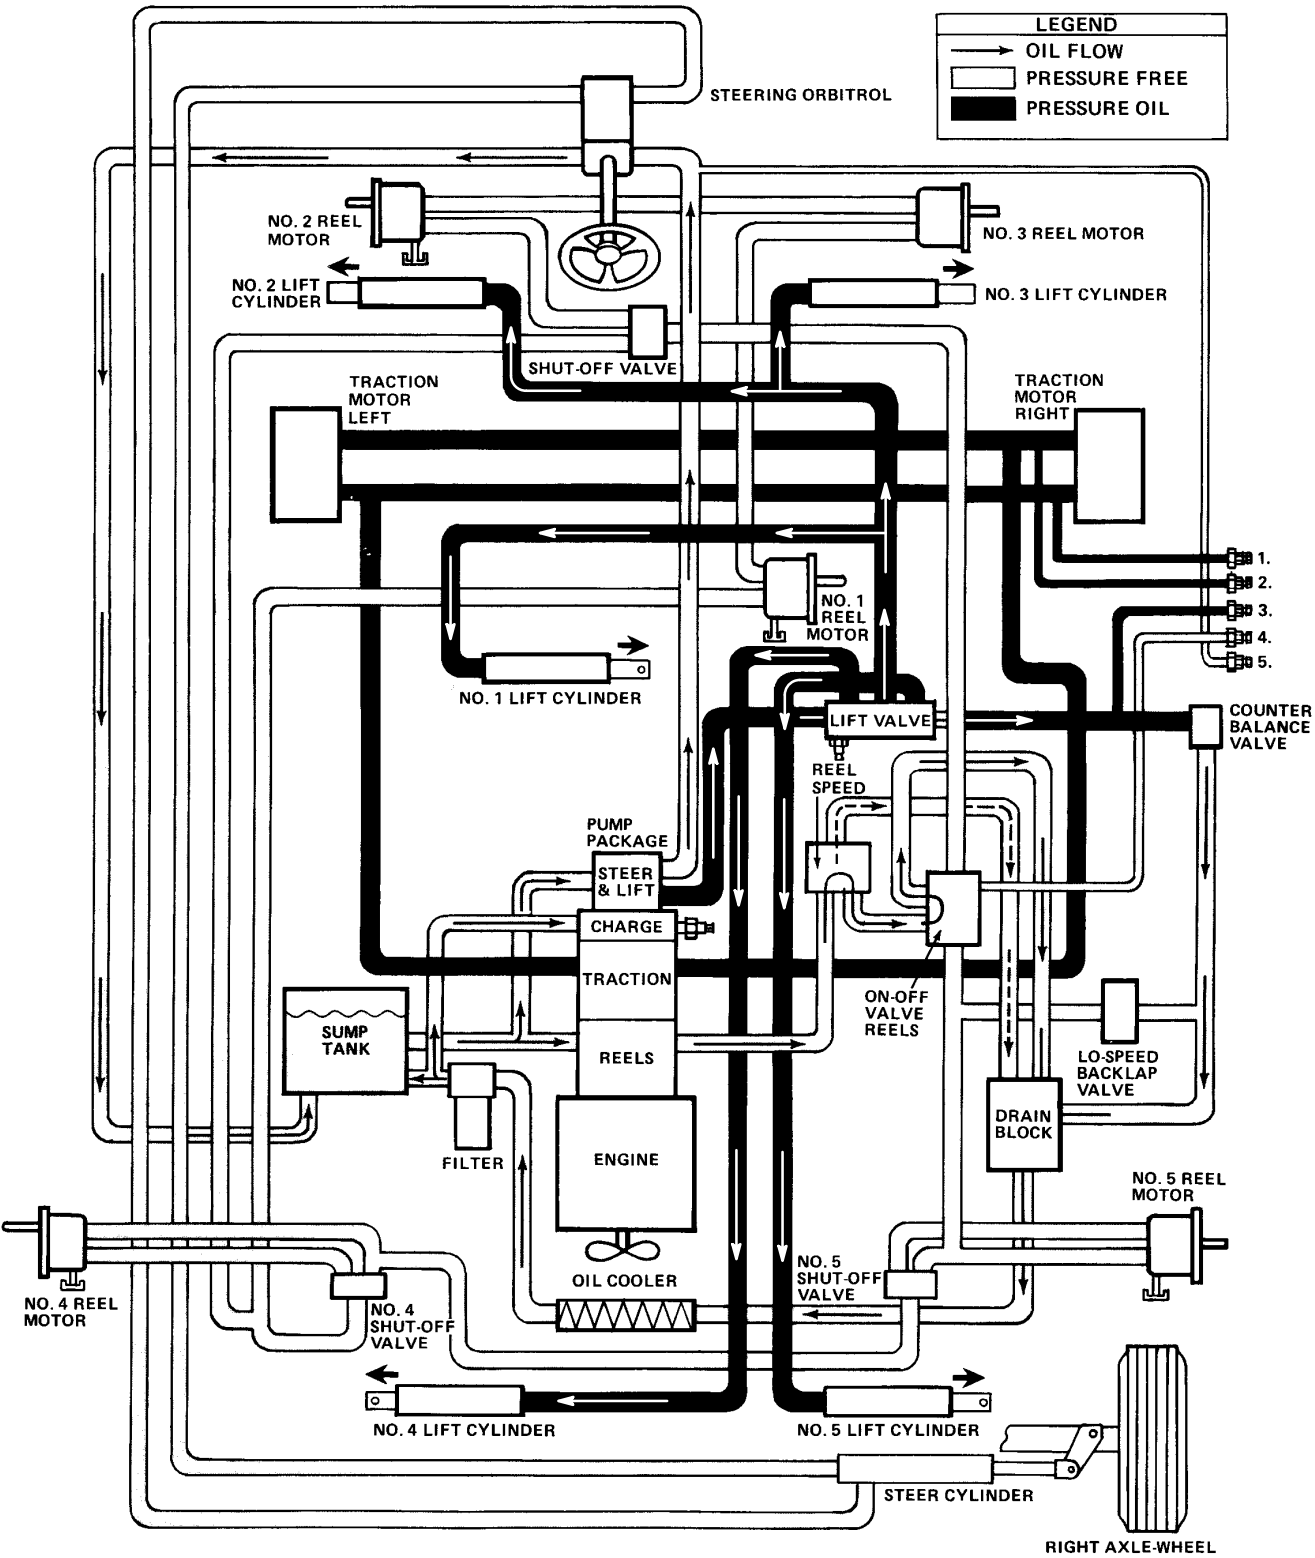 LEGEND
OIL FLOW
PRESSURE FREE
PRESSURE OIL
STEERING ORBITROL
NO. 2 REEL
MOTOR
NO. 3 REEL MOTOR
NO. 2 LIFT
CYLINDER
NO. 3 LIFT CYLINDER
SHUT-OFF VALVE
TRACTION
MOTOR
LEFT
TRACTION
MOTOR
RIGHT
1.
2.
3.
4.
5.
NO. 1
REEL
MOTOR
NO. 1 LIFT CYLINDER
LIFT VALVE
COUNTER
BALANCE
VALVE
REEL
SPEED
PUMP
PACKAGE
STEER
& LIFT
CHARGE
TRACTION
REELS
ENGINE
SUMP
TANK
FILTER
ON-OFF
VALVE
REELS
LO-SPEED
BACKLAP
VALVE
DRAIN
BLOCK
NO. 5 REEL
MOTOR
OIL COOLER
NO. 5
SHUT-OFF
VALVE
NO. 4 REEL
MOTOR
NO. 4
SHUT-OFF
VALVE
NO. 4 LIFT CYLINDER
NO. 5 LIFT CYLINDER
STEER CYLINDER
RIGHT AXLE-WHEEL